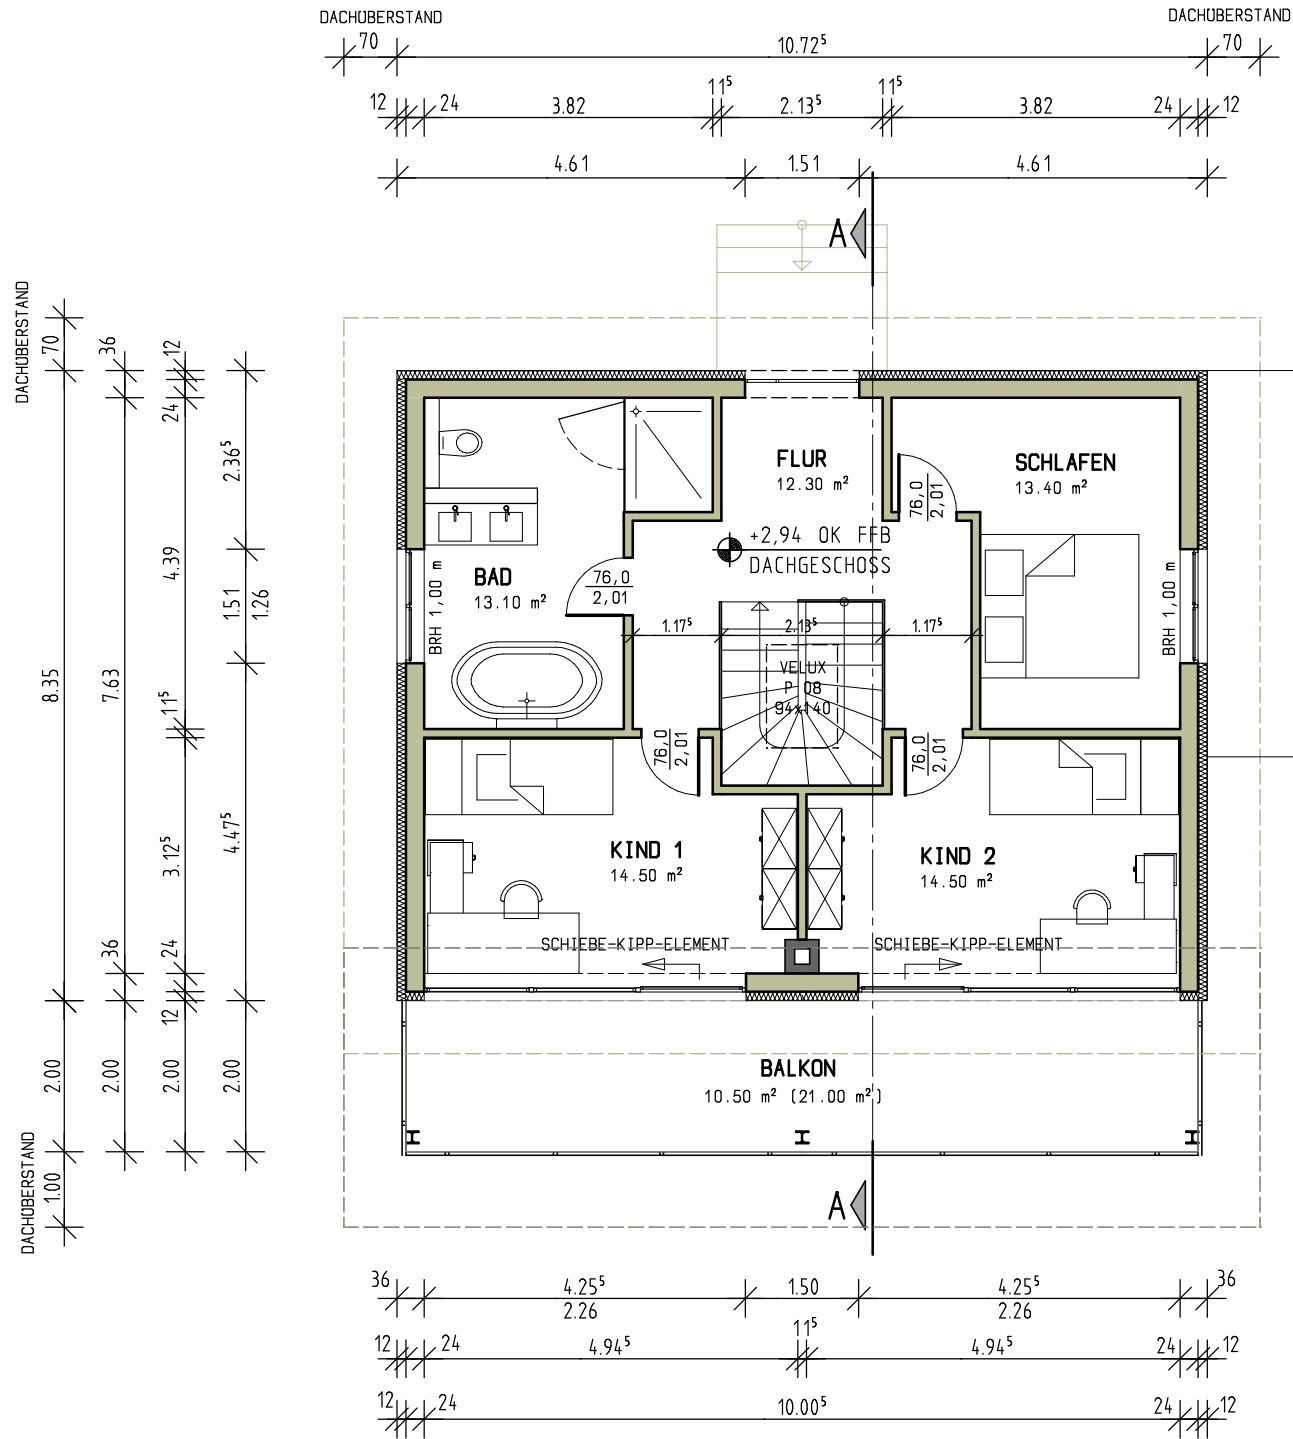 DACHÜBERSTAND
DACHÜBERSTAND
70
10.72⁵
70
12
24
3.82
11⁵
2.13⁵
11⁵
3.82
24
12
4.61
1.51
4.61
A
DACHÜBERSTAND
70
36
12
24
2.36⁵
FLUR
12.30 m²
SCHLAFEN
13.40 m²
76,0
2,01
+2,94 OK FFB
DACHGESCHOSS
BAD
13.10 m²
76,0
2,01
BRH 1,00 m
BRH 1,00 m
4.39
1.51
1.26
1.17⁵
2.13⁵
1.17⁵
VELUX
P 08
94x140
8.35
7.63
11⁵
76,0
2,01
76,0
2,01
3.12⁵
4.47⁵
KIND 1
14.50 m²
KIND 2
14.50 m²
36
24
12
SCHIEBE-KIPP-ELEMENT
SCHIEBE-KIPP-ELEMENT
2.00
2.00
2.00
2.00
BALKON
10.50 m² (21.00 m²)
DACHÜBERSTAND
1.00
A
36
4.25⁵
2.26
1.50
4.25⁵
2.26
36
12
24
4.94⁵
11⁵
4.94⁵
24
12
12
24
10.00⁵
24
12